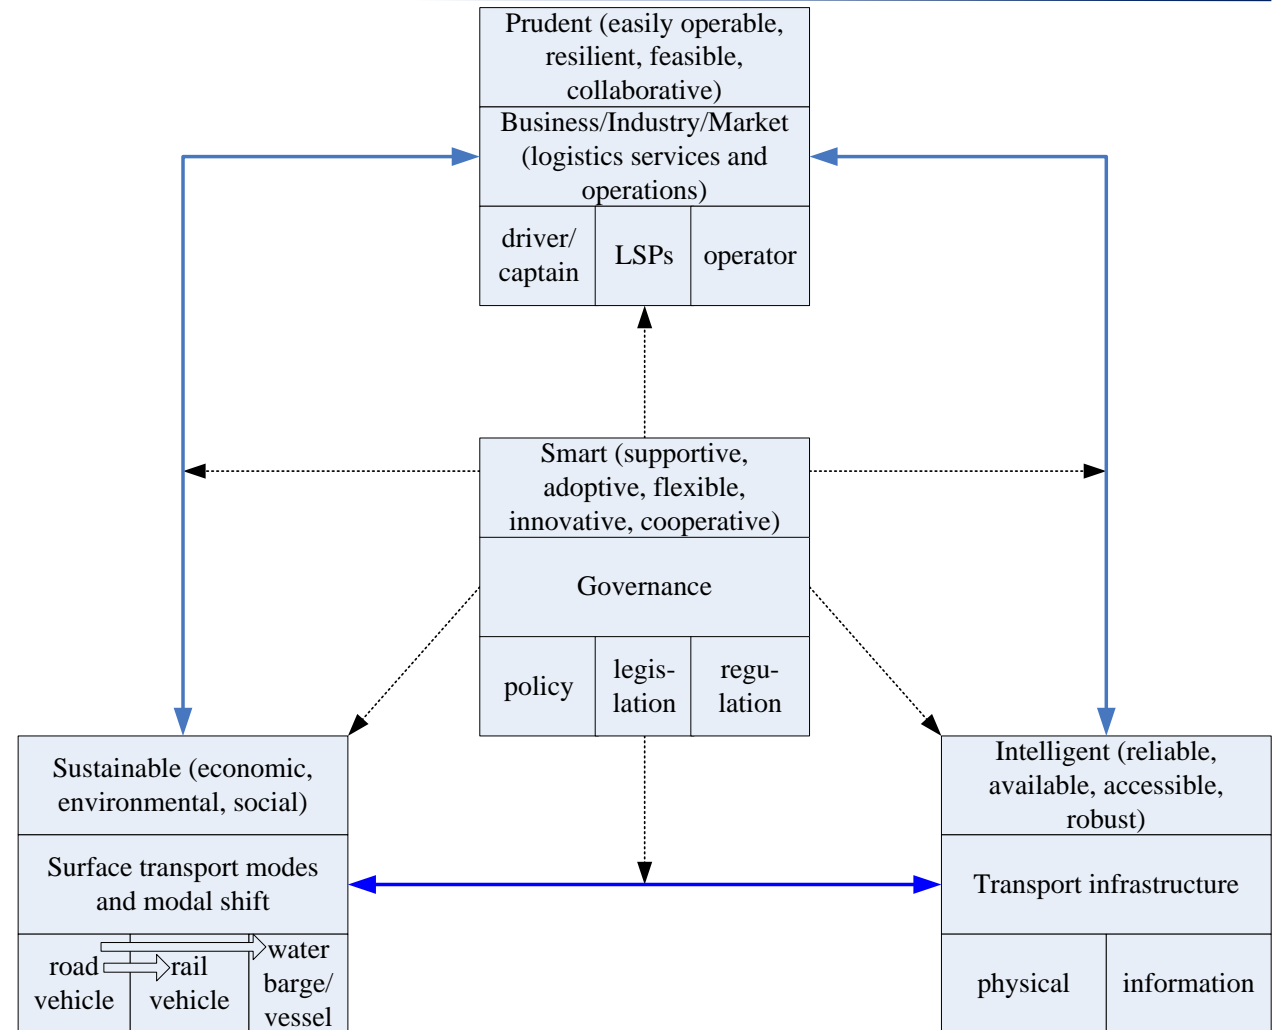 Prudent (easily operable,
resilient, feasible,
collaborative)
Business/Industry/Market
(logistics services and
operations)
driver/
captain
LSPs
operator
Smart (supportive,
adoptive, flexible,
innovative, cooperative)
Governance
policy
legis-
lation
regu-
lation
Sustainable (economic,
environmental, social)
Surface transport modes
and modal shift
road
vehicle
rail
vehicle
water
barge/
vessel
Intelligent (reliable,
available, accessible,
robust)
Transport infrastructure
physical
information